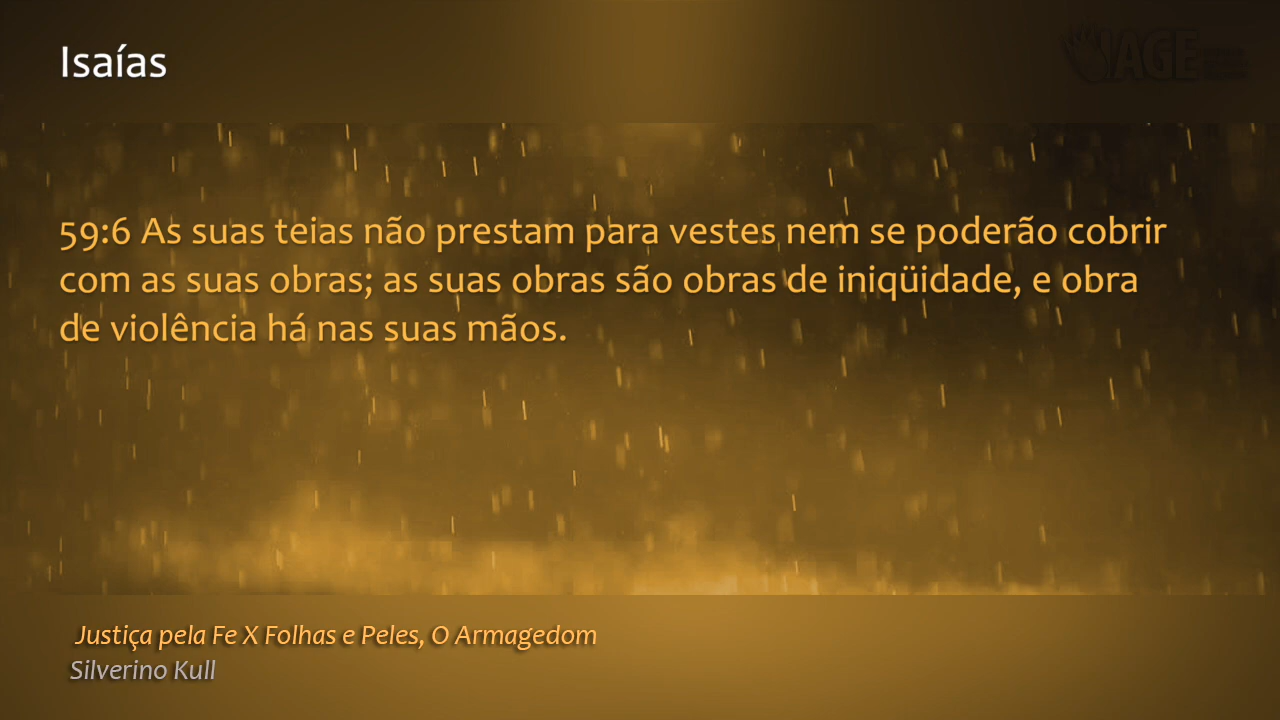 Isaías
IAGE
59:6 As suas teias não prestam para vestes nem se poderão cobrir
com as suas obras; as suas obras são obras de iniqüidade, e obra
de violência há nas suas mãos.
Justiça pela Fe X Folhas e Peles, O Armagedom
Silverino Kull